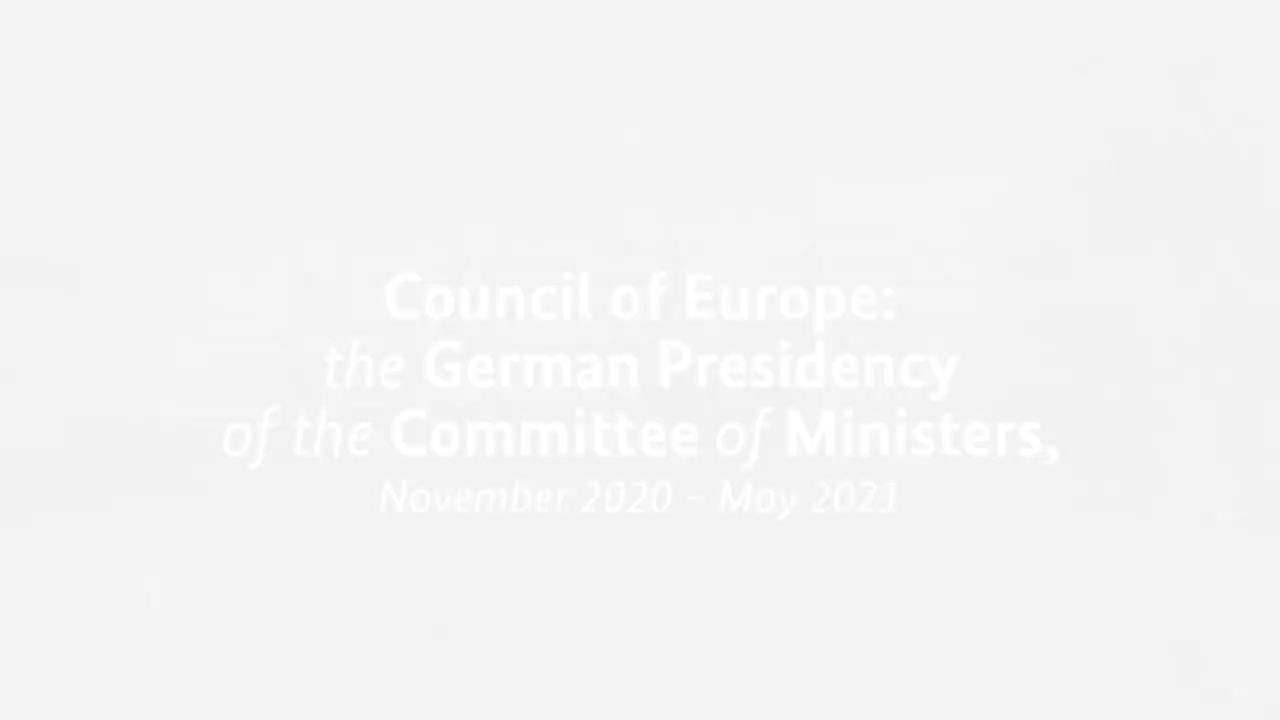 Council of Europe:
the German Presidency
of the Committee of Ministers,
November 2020 – May 2021